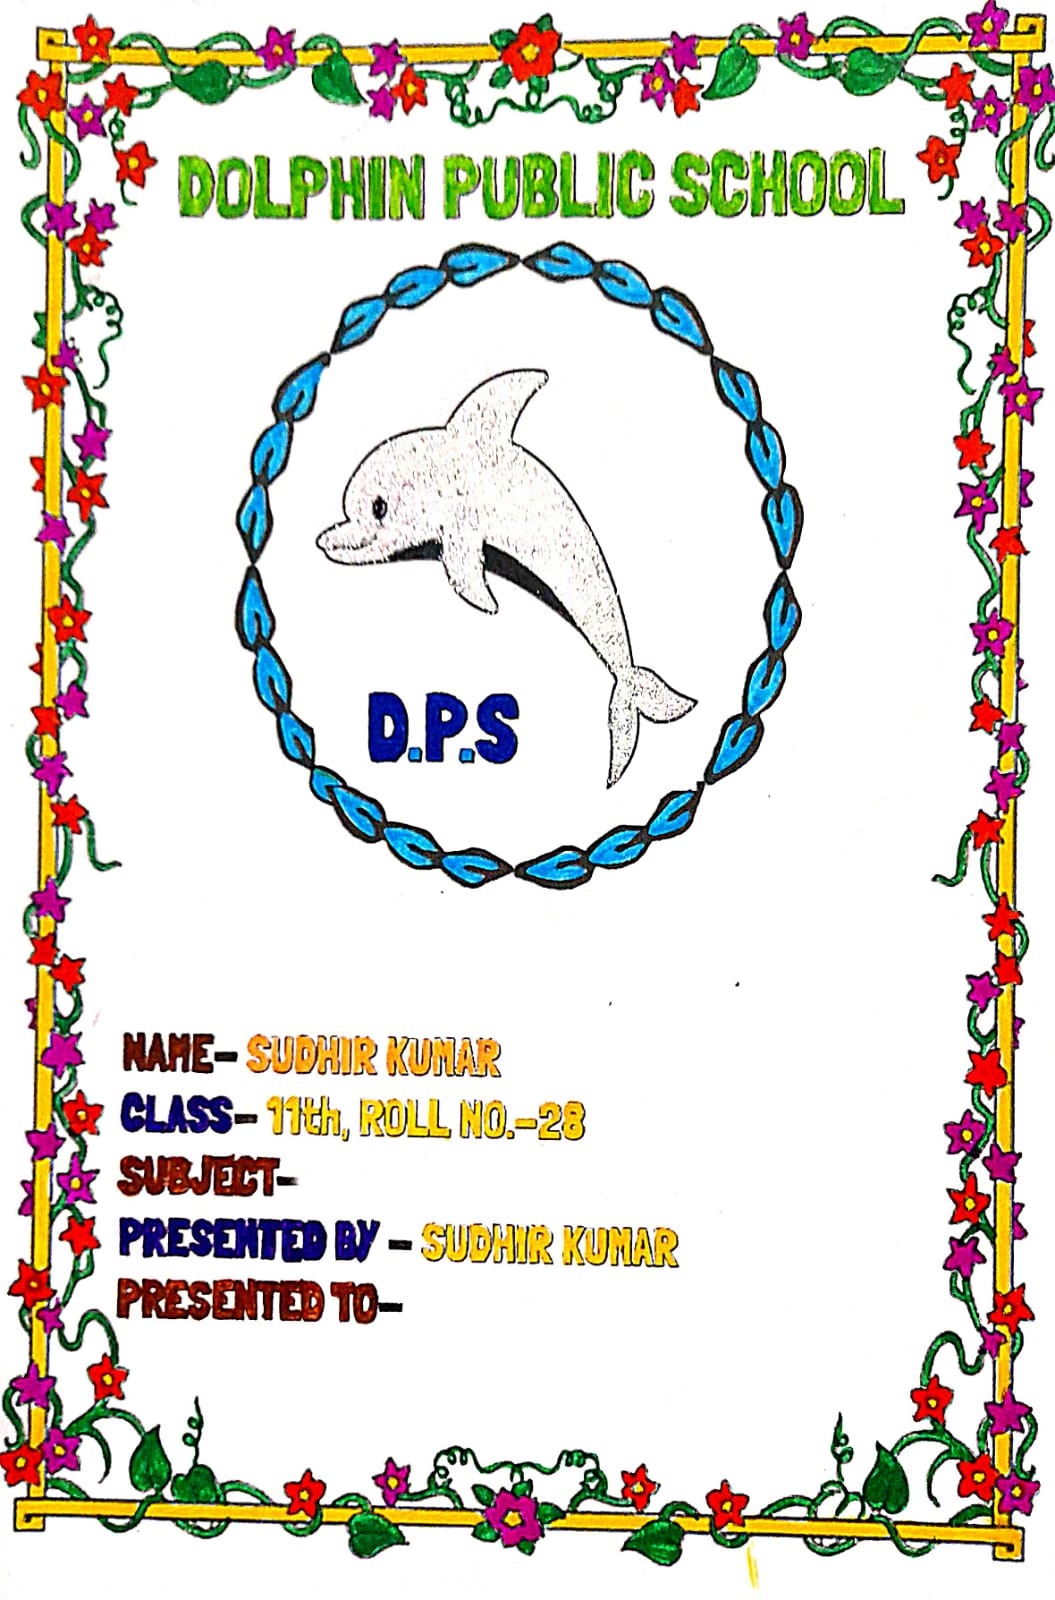 DOLPHIN PUBLIC SCHOOL
D.P.S
NAME- SUDHIR KUMAR
CLASS- 11th, ROLL NO.-28
SUBJECT-
PRESENTED BY - SUDHIR KUMAR
PRESENTED TO-